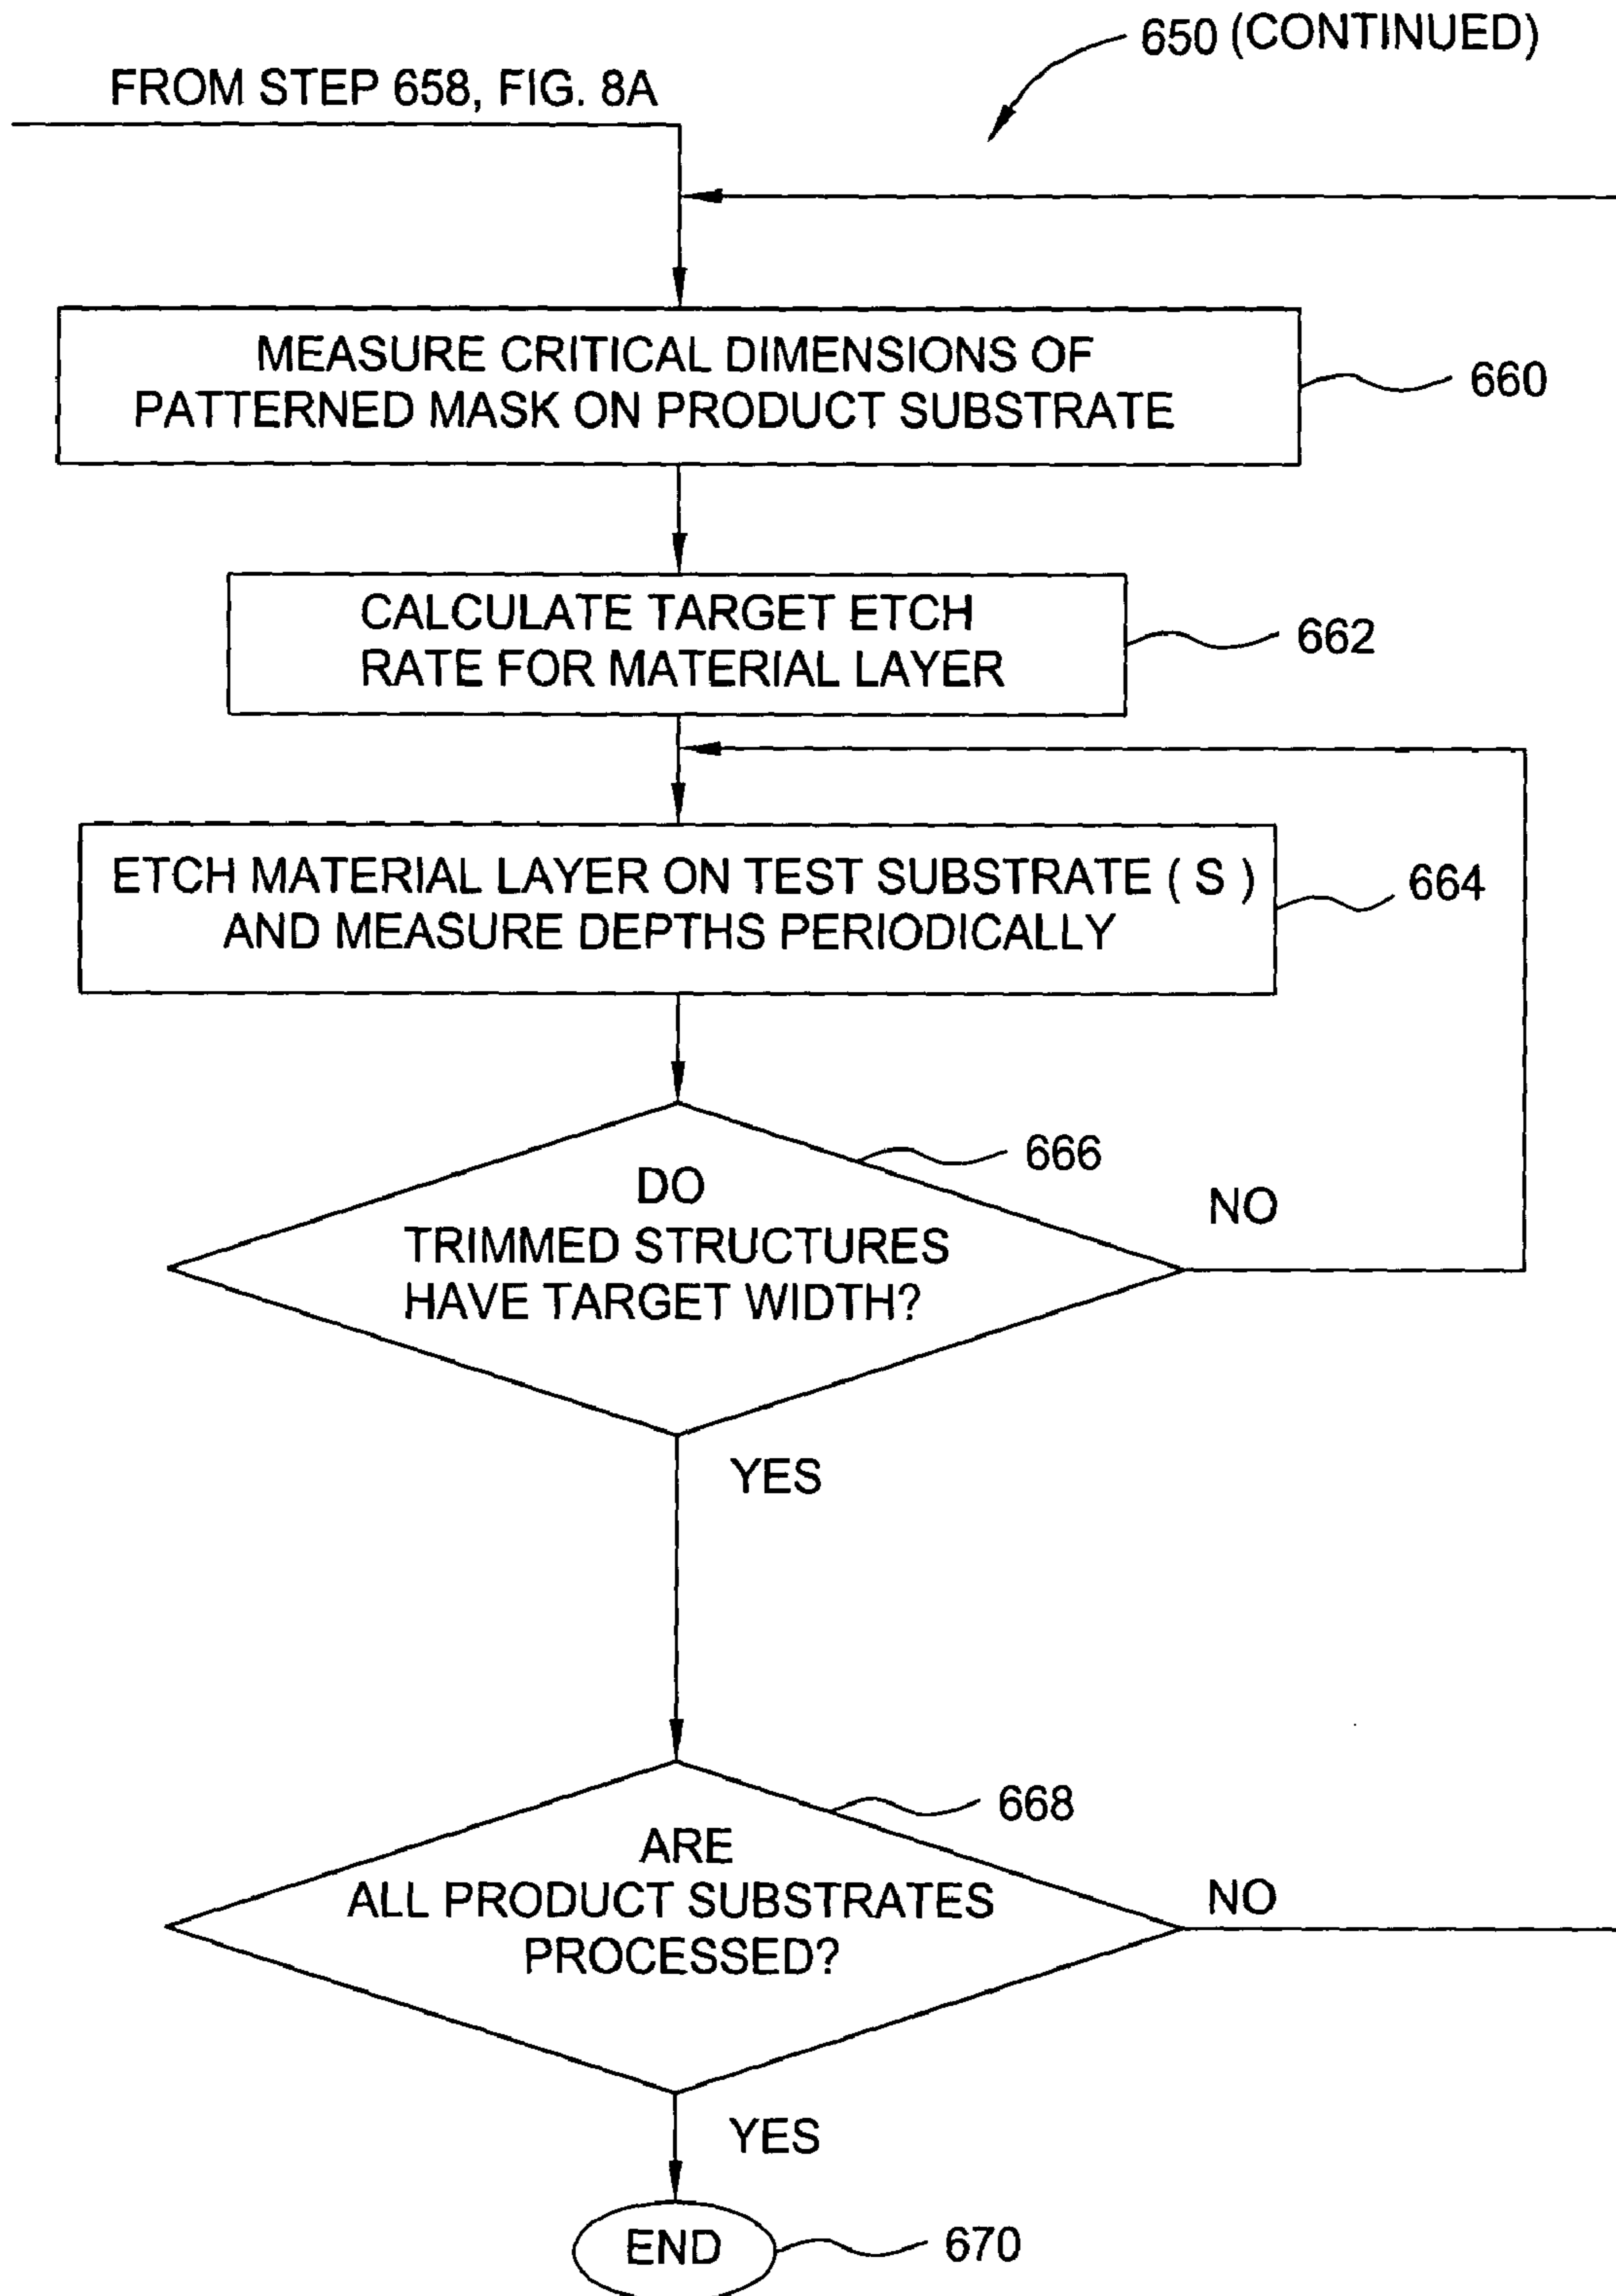 650 (CONTINUED)
FROM STEP 658, FIG. 8A
MEASURE CRITICAL DIMENSIONS OF
PATTERNED MASK ON PRODUCT SUBSTRATE
660
CALCULATE TARGET ETCH
RATE FOR MATERIAL LAYER
662
ETCH MATERIAL LAYER ON TEST SUBSTRATE ( S )
AND MEASURE DEPTHS PERIODICALLY
664
666
DO
TRIMMED STRUCTURES
HAVE TARGET WIDTH?
NO
YES
668
ARE
ALL PRODUCT SUBSTRATES
PROCESSED?
NO
YES
END
670